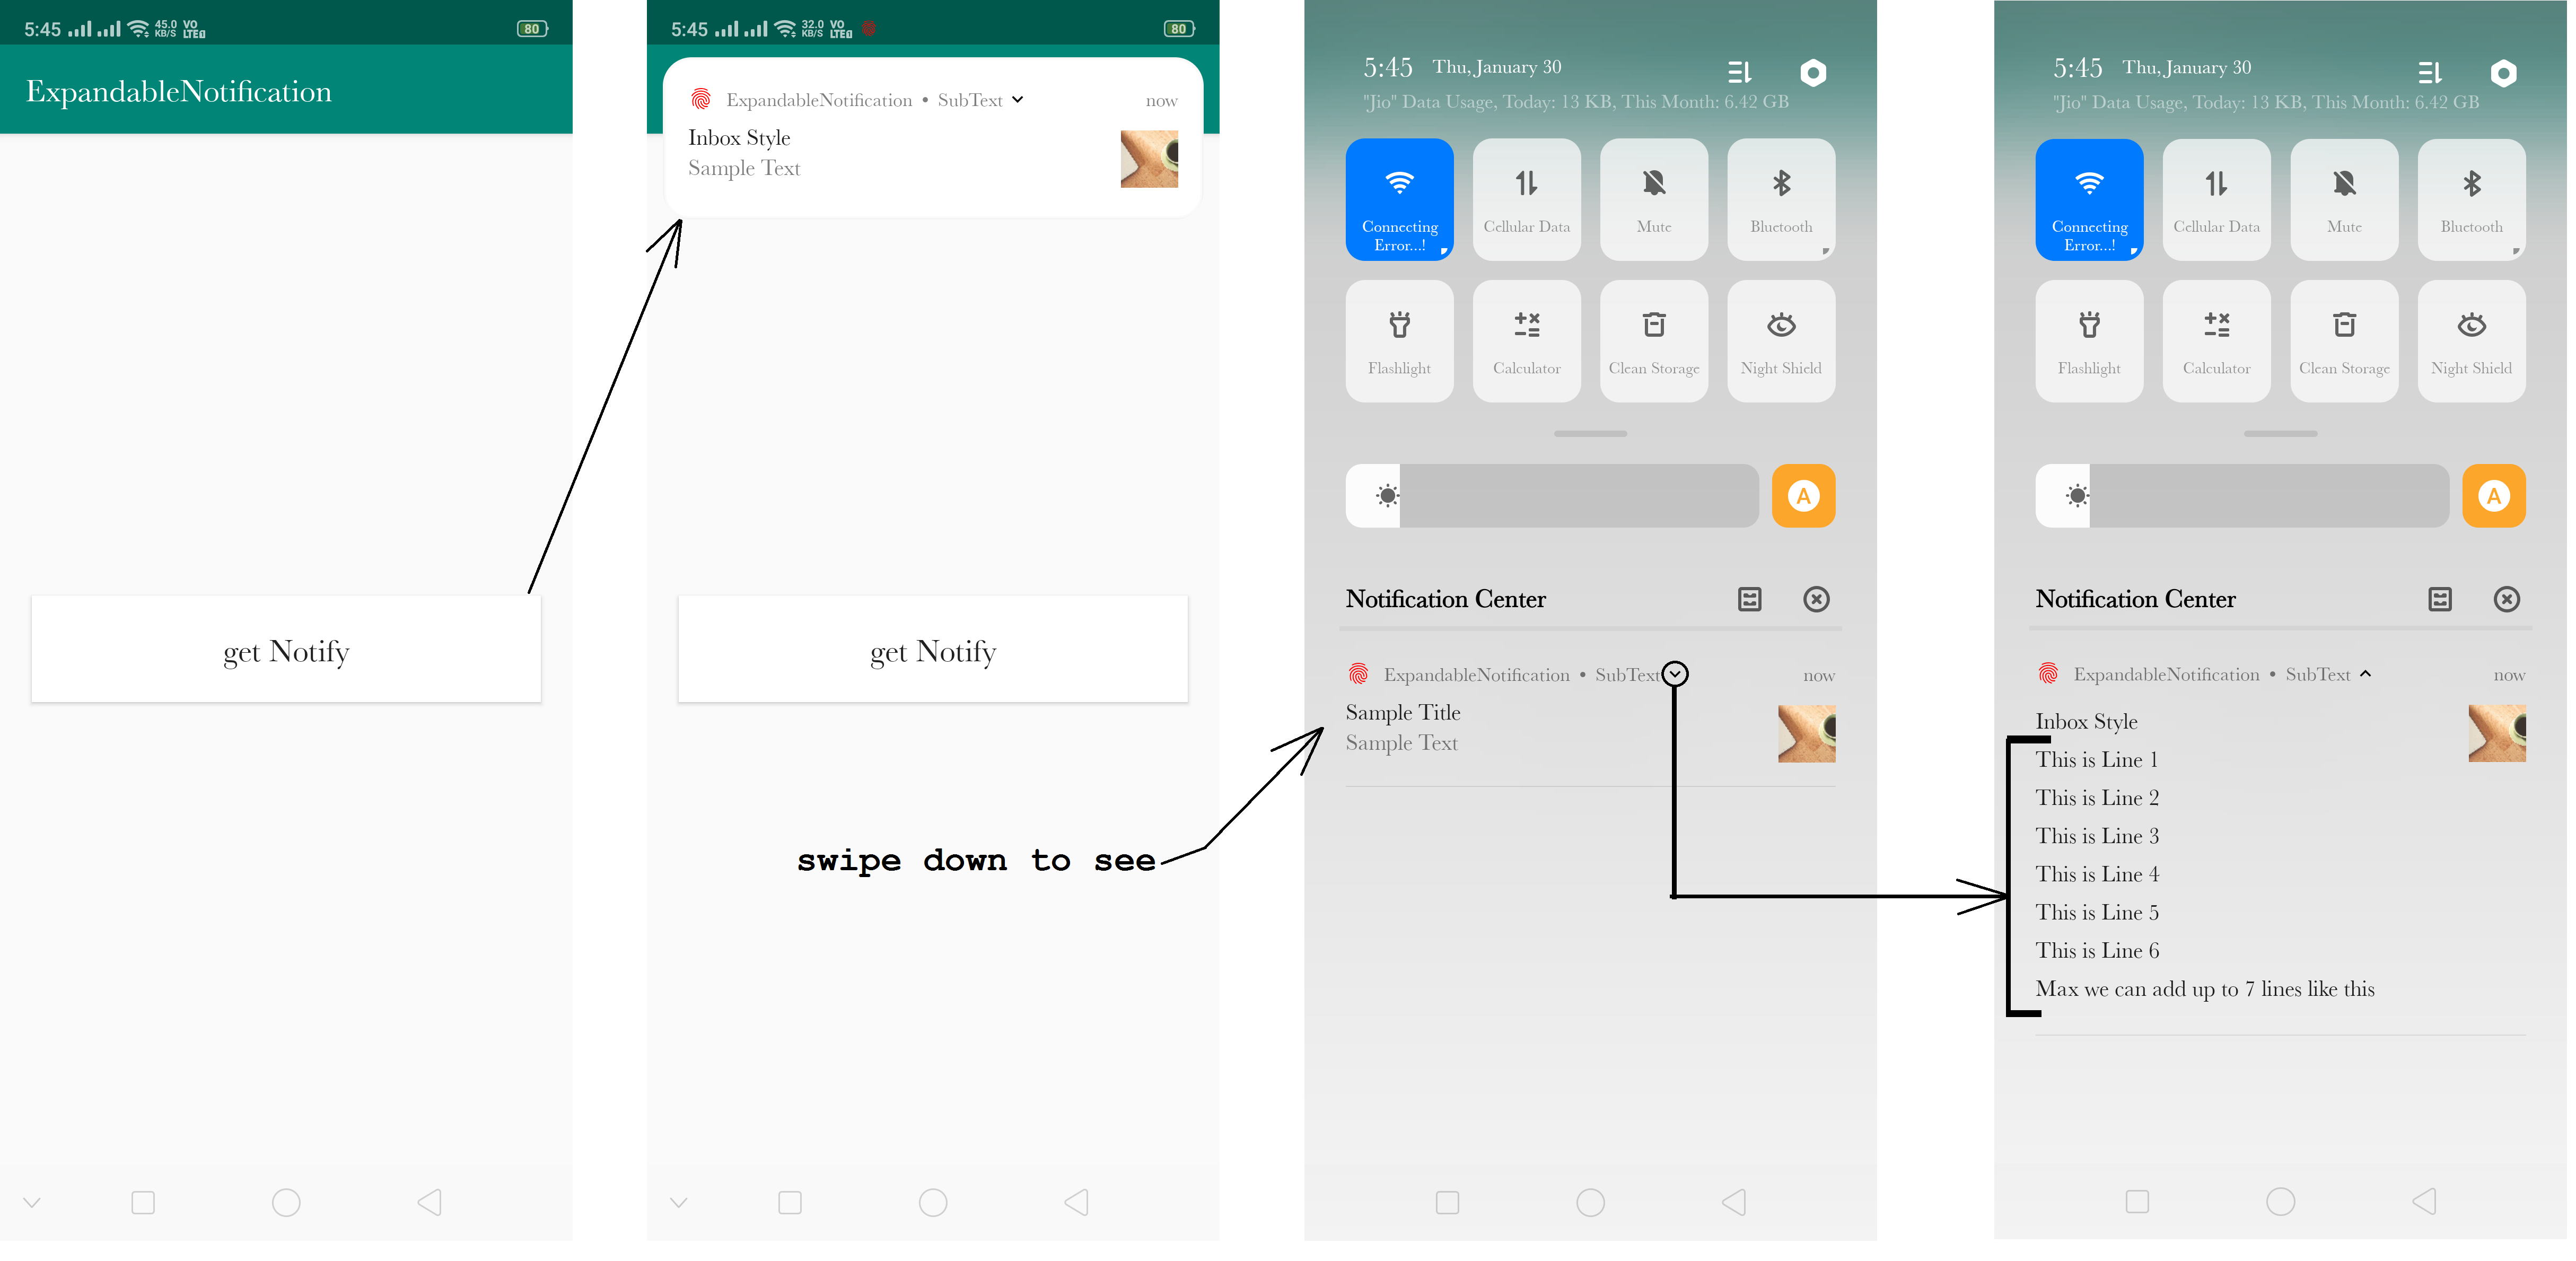 5:45 45.0 KB/S VO LTE 80
ExpandableNotification
get Notify
5:45 32.0 KB/S VO LTE 80
ExpandableNotification • SubText now
Inbox Style
Sample Text
get Notify
swipe down to see
5:45 Thu, January 30
"Jio" Data Usage, Today: 13 KB, This Month: 6.42 GB
Connecting Error...!
Cellular Data
Mute
Bluetooth
Flashlight
Calculator
Clean Storage
Night Shield
A
Notification Center
ExpandableNotification • SubText now
Sample Title
Sample Text
5:45 Thu, January 30
"Jio" Data Usage, Today: 13 KB, This Month: 6.42 GB
Connecting Error...!
Cellular Data
Mute
Bluetooth
Flashlight
Calculator
Clean Storage
Night Shield
A
Notification Center
ExpandableNotification • SubText now
Inbox Style
This is Line 1
This is Line 2
This is Line 3
This is Line 4
This is Line 5
This is Line 6
Max we can add up to 7 lines like this